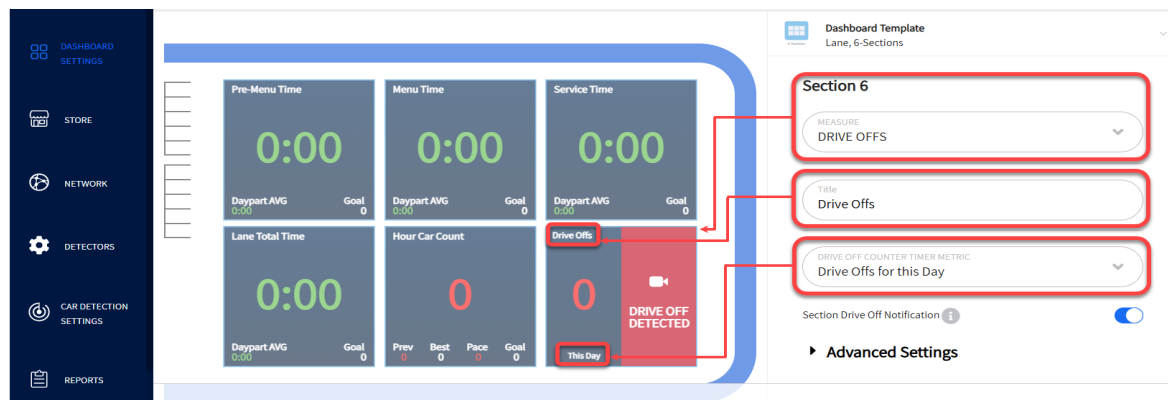 DASHBOARD
SETTINGS
STORE
NETWORK
DETECTORS
CAR DETECTION
SETTINGS
REPORTS
Pre-Menu Time
0:00
Daypart AVG Goal
0:00 0
Menu Time
0:00
Daypart AVG Goal
0:00 0
Service Time
0:00
Daypart AVG Goal
0:00 0
Lane Total Time
0:00
Daypart AVG Goal
0:00 0
Hour Car Count
0
Prev Best Pace Goal
0 0 0 0
Drive Offs
0
This Day
DRIVE OFF
DETECTED
Dashboard Template
Lane, 6-Sections
Section 6
MEASURE
DRIVE OFFS
Title
Drive Offs
DRIVE OFF COUNTER TIMER METRIC
Drive Offs for this Day
Section Drive Off Notification i
Advanced Settings